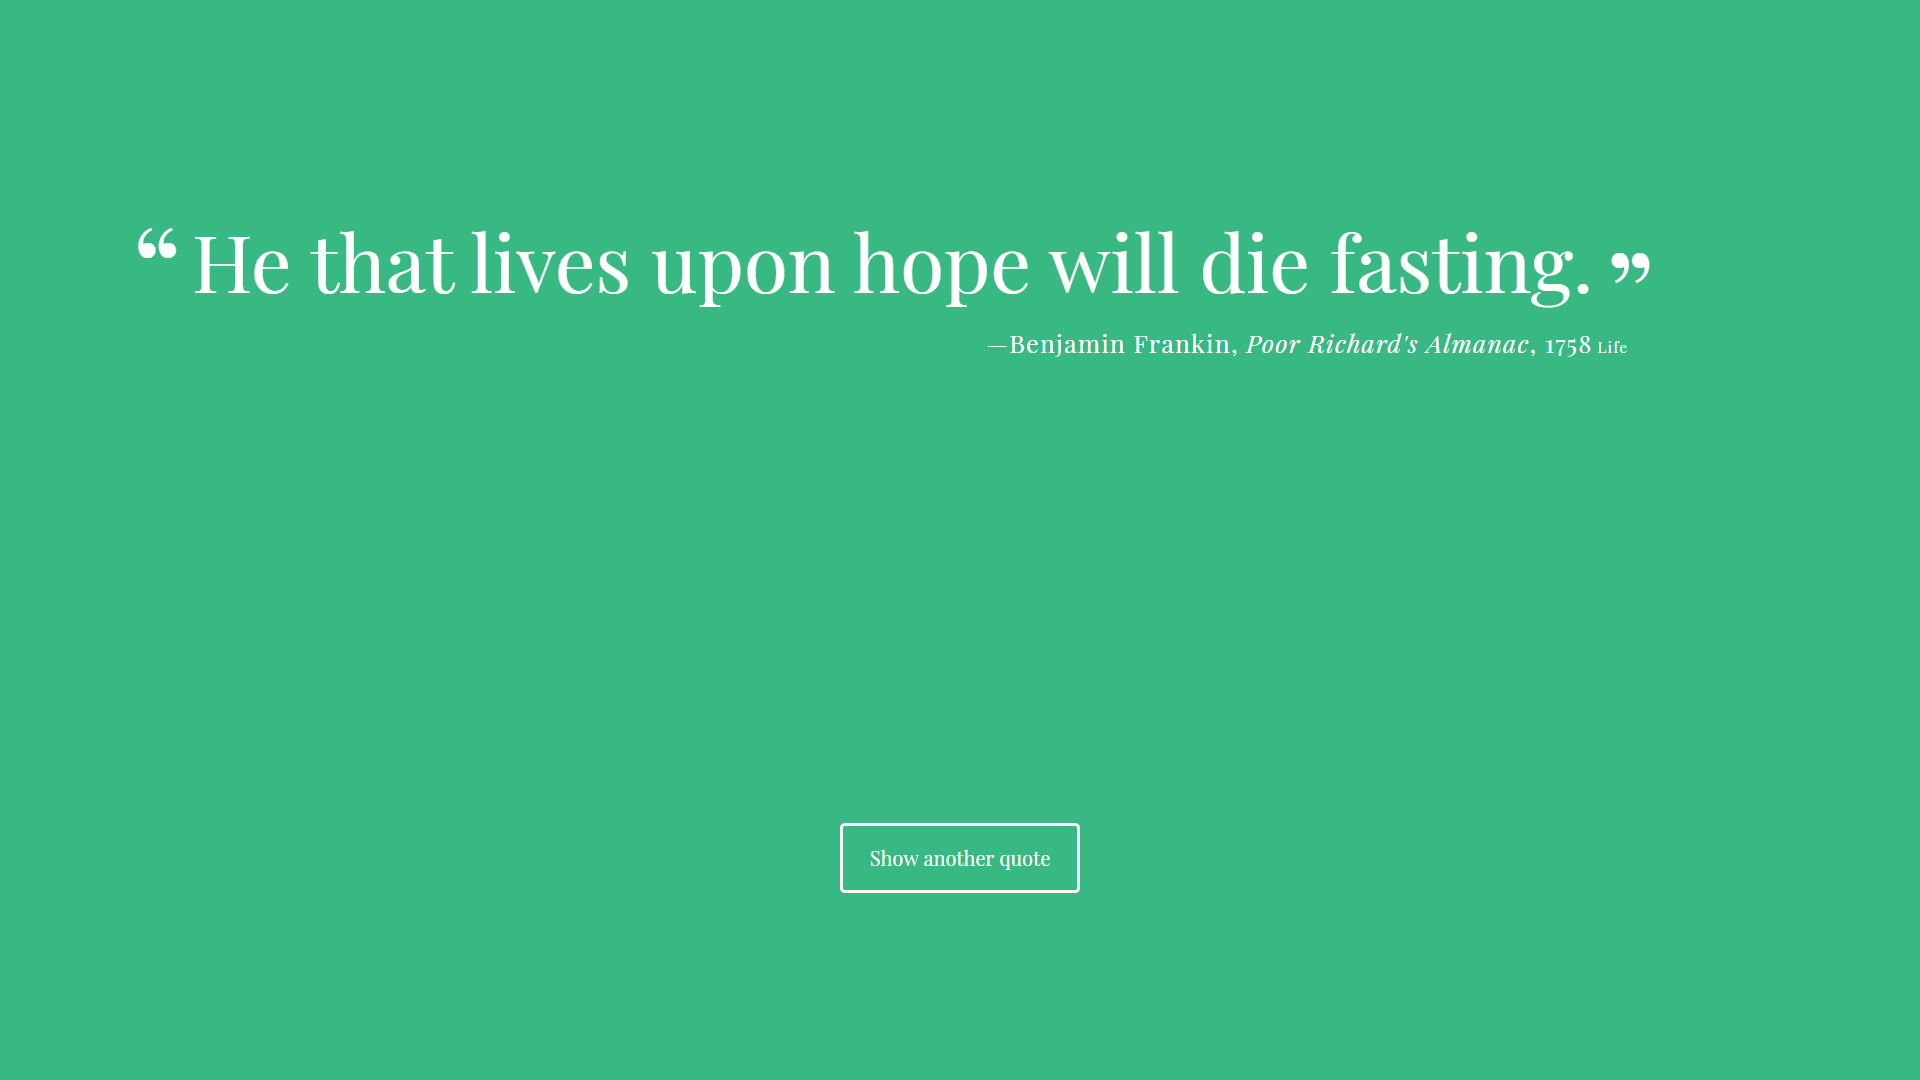 “ He that lives upon hope will die fasting. ”
—Benjamin Frankin, Poor Richard's Almanac, 1758 Life
Show another quote